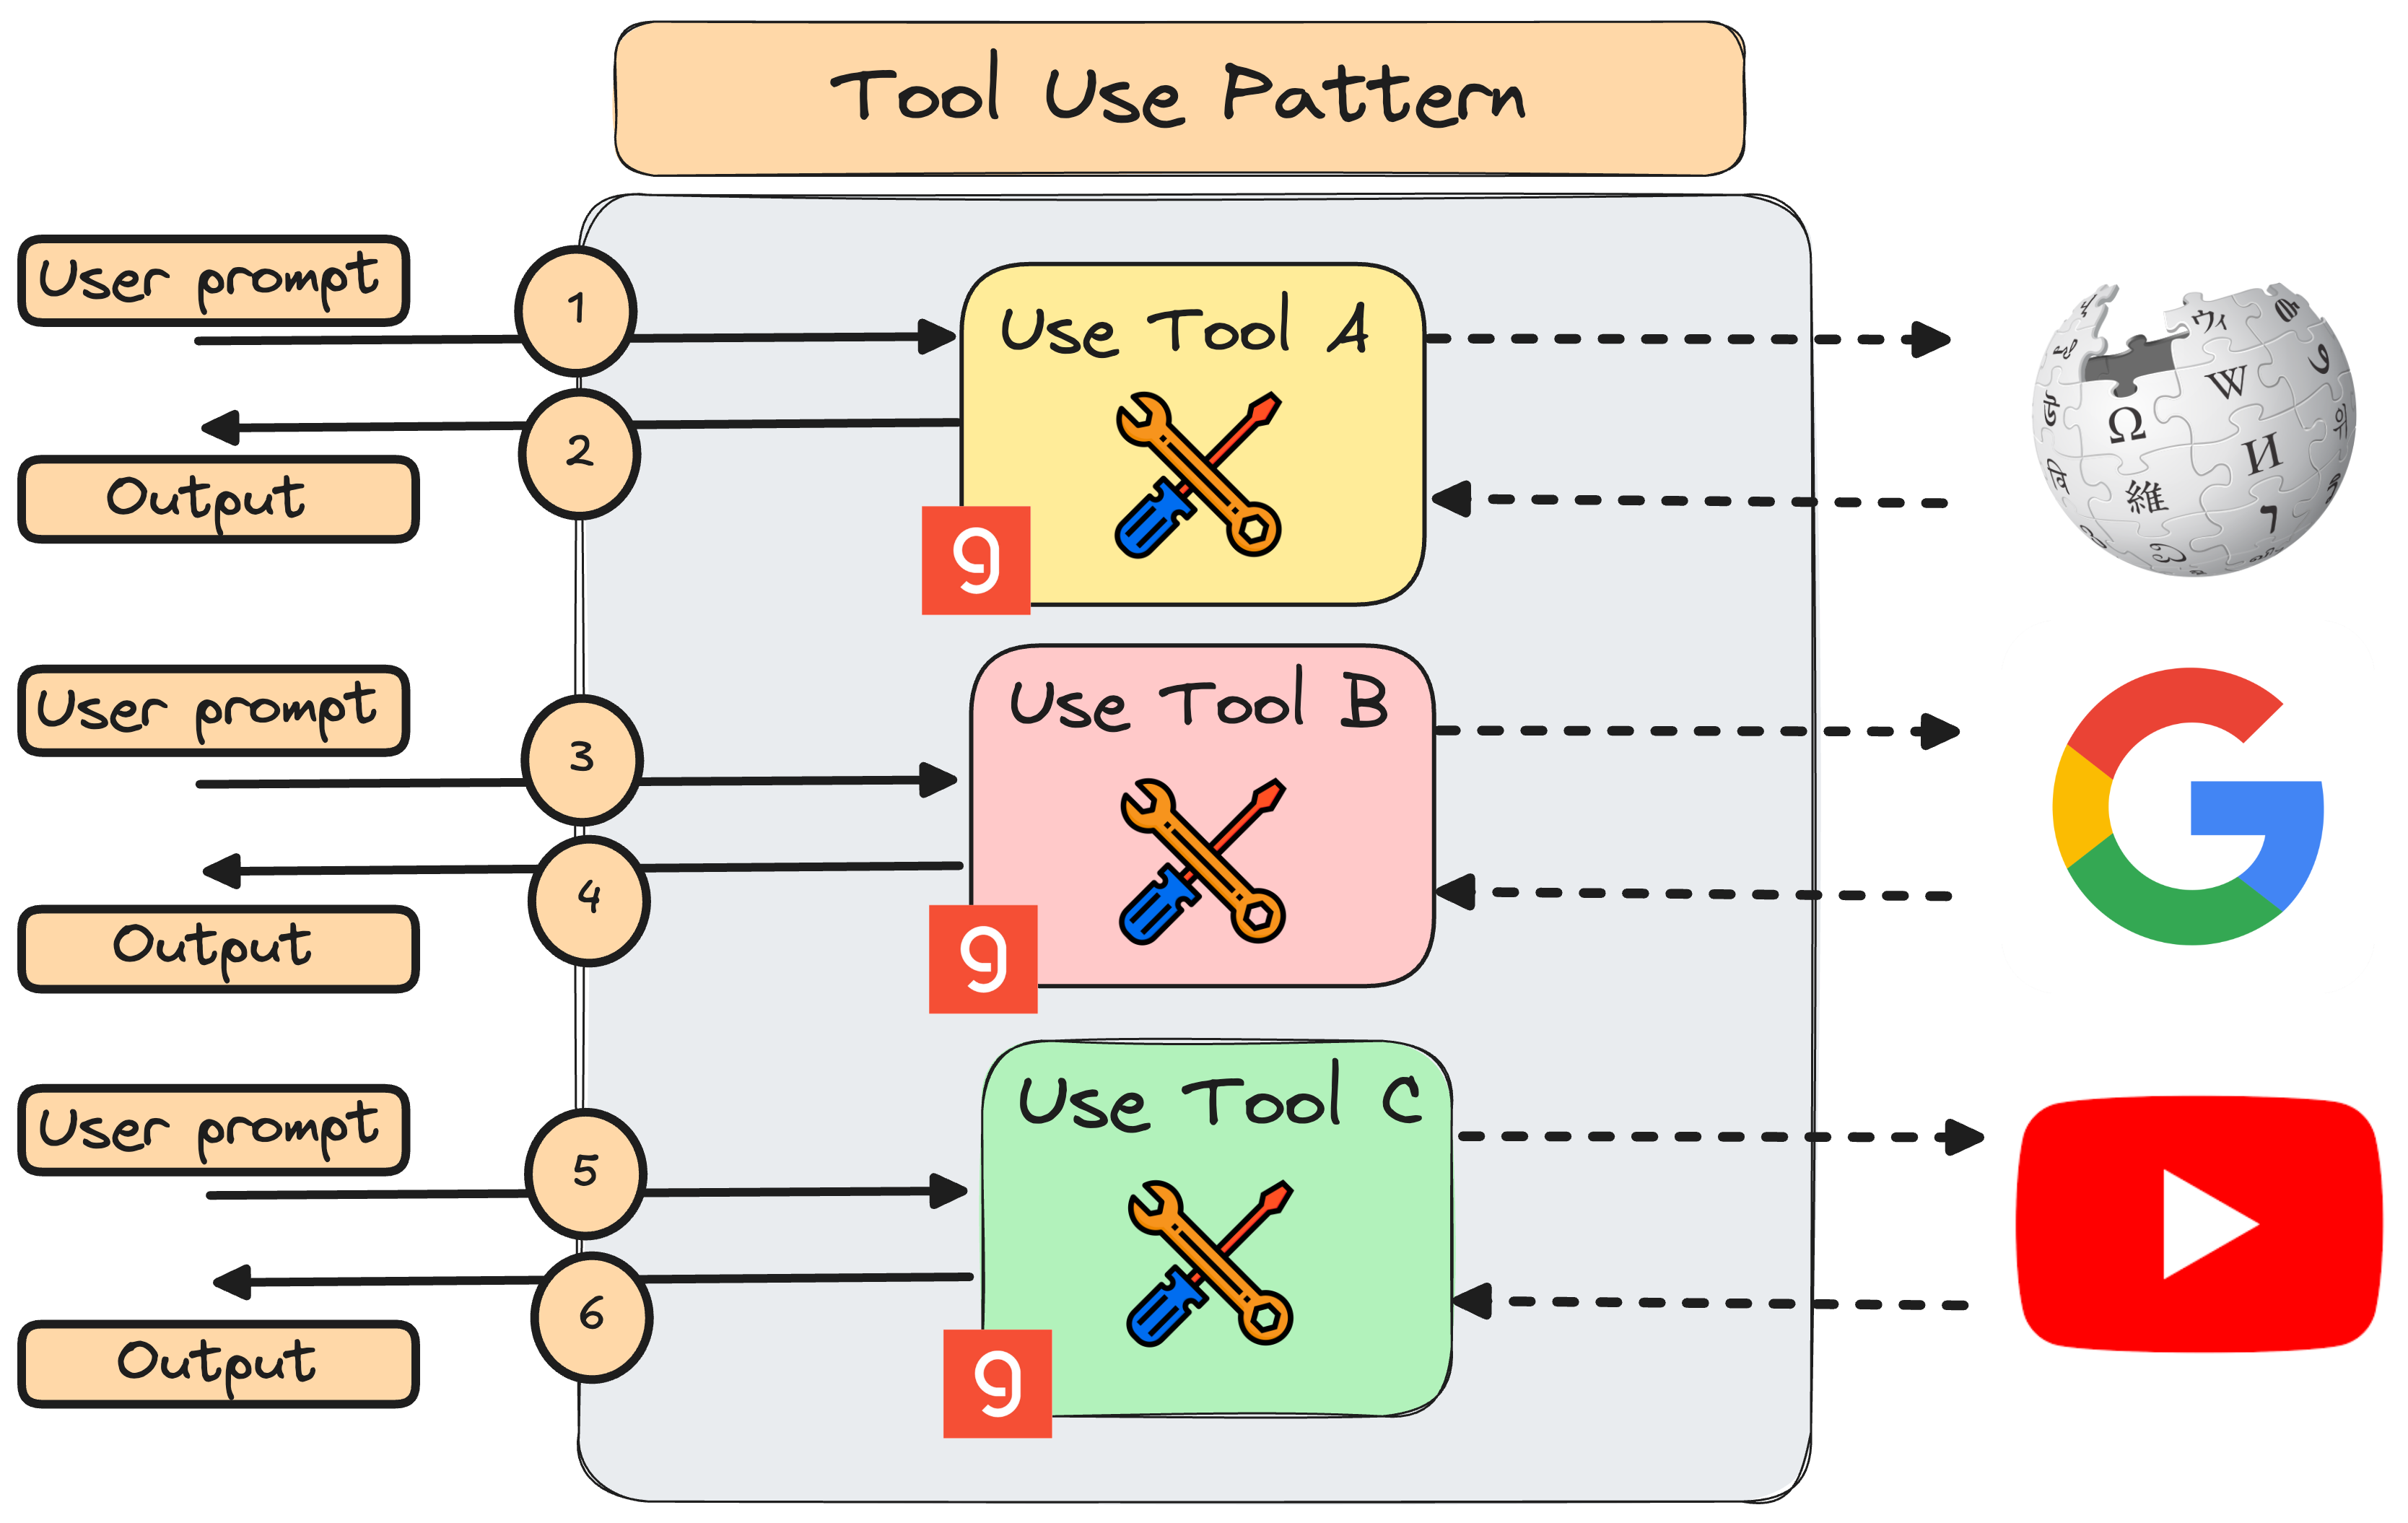 Tool Use Pattern
User prompt
1
Use Tool A
2
Output
ウィ
W
Ω
И
維
g
User prompt
3
Use Tool B
4
Output
g
User prompt
5
Use Tool C
6
Output
g